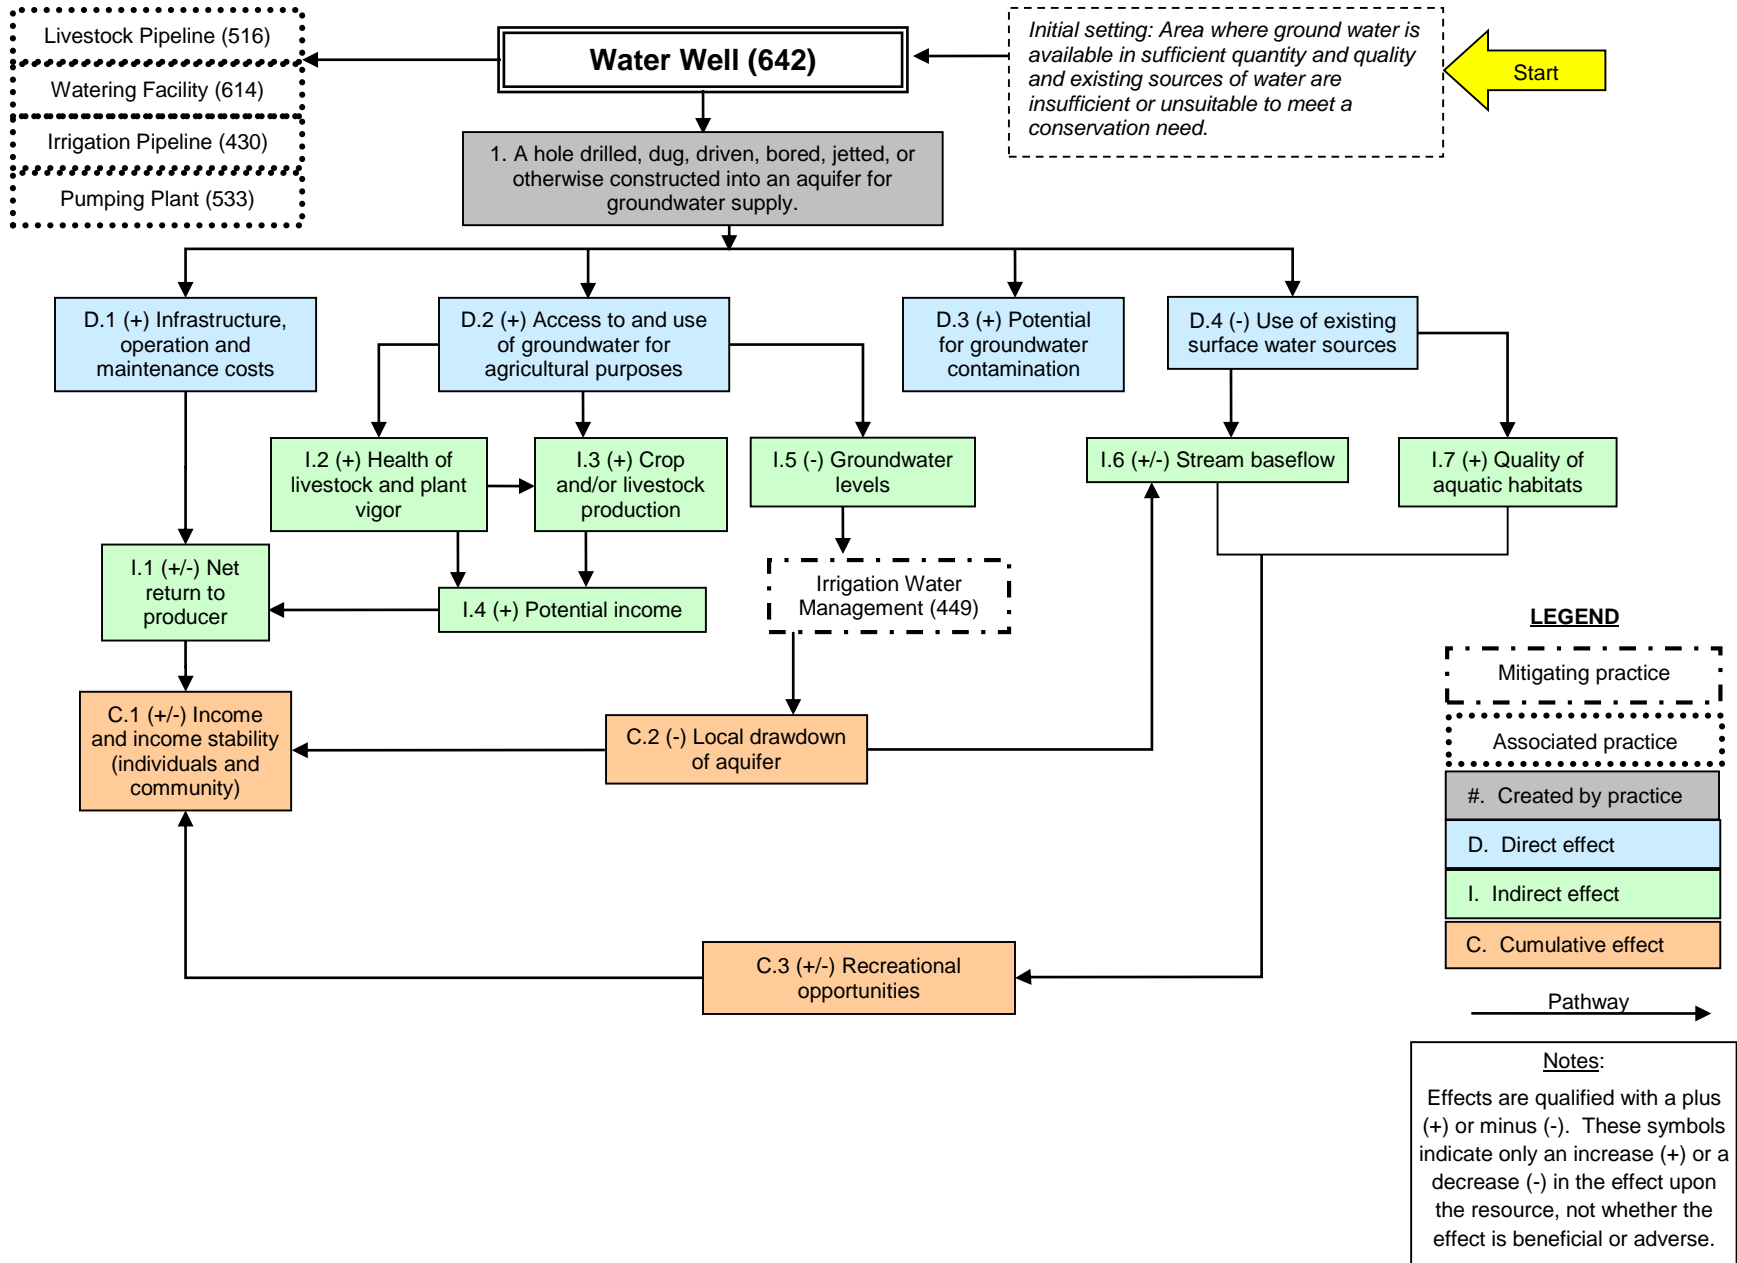 Livestock Pipeline (516)
Watering Facility (614)
Irrigation Pipeline (430)
Pumping Plant (533)
Water Well (642)
Initial setting: Area where ground water is
available in sufficient quantity and quality
and existing sources of water are
insufficient or unsuitable to meet a
conservation need.
Start
1. A hole drilled, dug, driven, bored, jetted, or
otherwise constructed into an aquifer for
groundwater supply.
D.1 (+) Infrastructure,
operation and
maintenance costs
D.2 (+) Access to and use
of groundwater for
agricultural purposes
D.3 (+) Potential
for groundwater
contamination
D.4 (-) Use of existing
surface water sources
I.2 (+) Health of
livestock and plant
vigor
I.3 (+) Crop
and/or livestock
production
I.5 (-) Groundwater
levels
I.6 (+/-) Stream baseflow
I.7 (+) Quality of
aquatic habitats
I.1 (+/-) Net
return to
producer
I.4 (+) Potential income
Irrigation Water
Management (449)
C.1 (+/-) Income
and income stability
(individuals and
community)
C.2 (-) Local drawdown
of aquifer
C.3 (+/-) Recreational
opportunities
LEGEND
Mitigating practice
Associated practice
#. Created by practice
D. Direct effect
I. Indirect effect
C. Cumulative effect
Pathway
Notes:
Effects are qualified with a plus
(+) or minus (-). These symbols
indicate only an increase (+) or a
decrease (-) in the effect upon
the resource, not whether the
effect is beneficial or adverse.